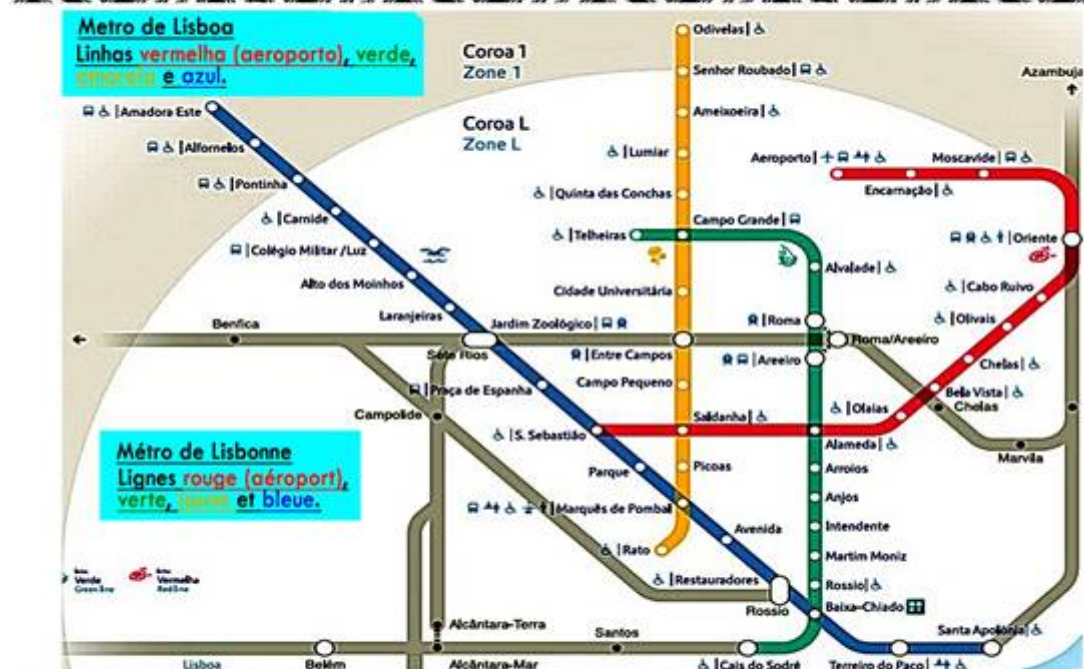 Metro de Lisboa
Linhas vermelha (aeroporto), verde,
amarela e azul.
Coroa 1
Zone 1
Coroa L
Zone L
Odivelas
Senhor Roubado
Ameixoeira
Lumiar
Quinta das Conchas
Campo Grande
Telheiras
Cidade Universitária
Azambuja
Aeroporto
Moscavide
Encarnação
Oriente
Cabo Ruivo
Olivais
Chelas
Bela Vista
Chelas
Olaias
Marvila
Amadora Este
Alfornelos
Pontinha
Carnide
Colégio Militar/Luz
Alto dos Moinhos
Laranjeiras
Jardim Zoológico
Benfica
Sete Rios
Praça de Espanha
Campolide
S. Sebastião
Parque
Marquês de Pombal
Avenida
Restauradores
Rossio
Alvalade
Roma
Roma/Areeiro
Areeiro
Entre Campos
Campo Pequeno
Saldanha
Picoas
Rato
Alameda
Arroios
Anjos
Intendente
Martim Moniz
Rossio
Baixa-Chiado
Métro de Lisbonne
Lignes rouge (aéroport),
verte, jaune et bleue.
Verde
Green line
Vermelha
Red line
Alcântara-Terra
Santos
Santa Apolónia
Lisboa
Belém
Alcântara-Mar
Cais do Sodré
Terreiro do Paço